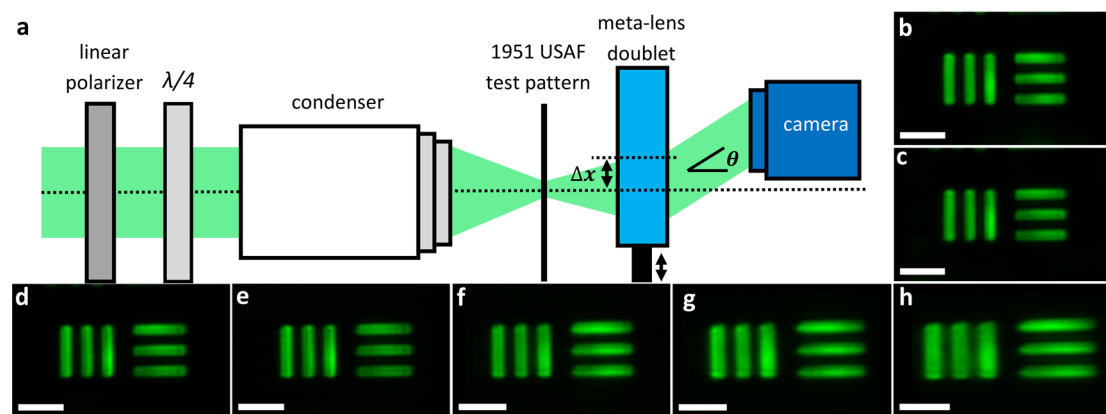 a
linear
polarizer
λ/4
condenser
1951 USAF
test pattern
meta-lens
doublet
camera
Δx
θ
b
c
d
e
f
g
h